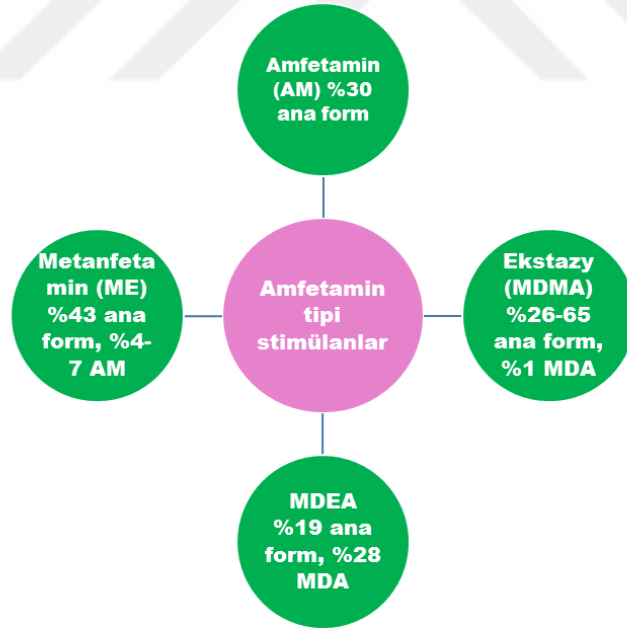 Amfetamin
(AM) %30
ana form
Metanfeta
min (ME)
%43 ana
form, %4-
7 AM
Amfetamin
tipi
stimülanlar
Ekstazy
(MDMA)
%26-65
ana form,
%1 MDA
MDEA
%19 ana
form, %28
MDA